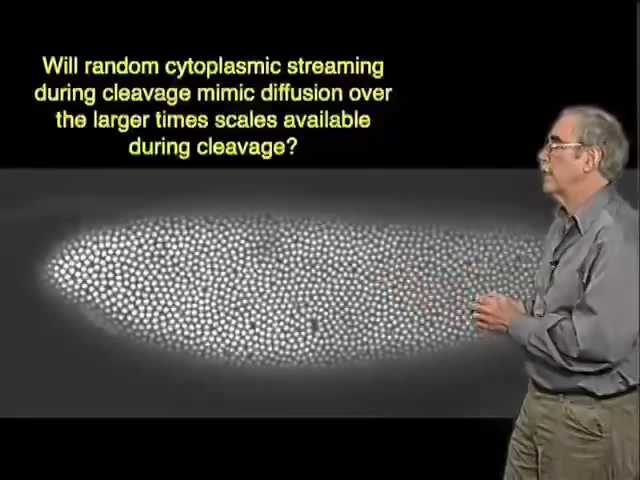 Will random cytoplasmic streaming
during cleavage mimic diffusion over
the larger times scales available
during cleavage?